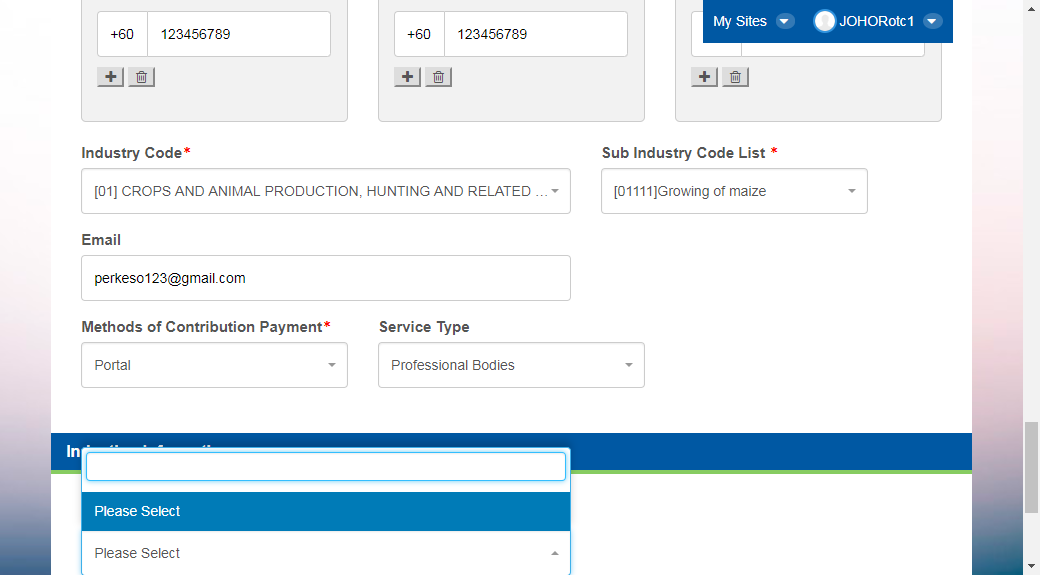 My Sites JOHORotc1
+60 123456789
+60 123456789
Industry Code*
Sub Industry Code List *
[01] CROPS AND ANIMAL PRODUCTION, HUNTING AND RELATED ...
[01111]Growing of maize
Email
perkeso123@gmail.com
Methods of Contribution Payment*
Service Type
Portal
Professional Bodies
Please Select
Please Select